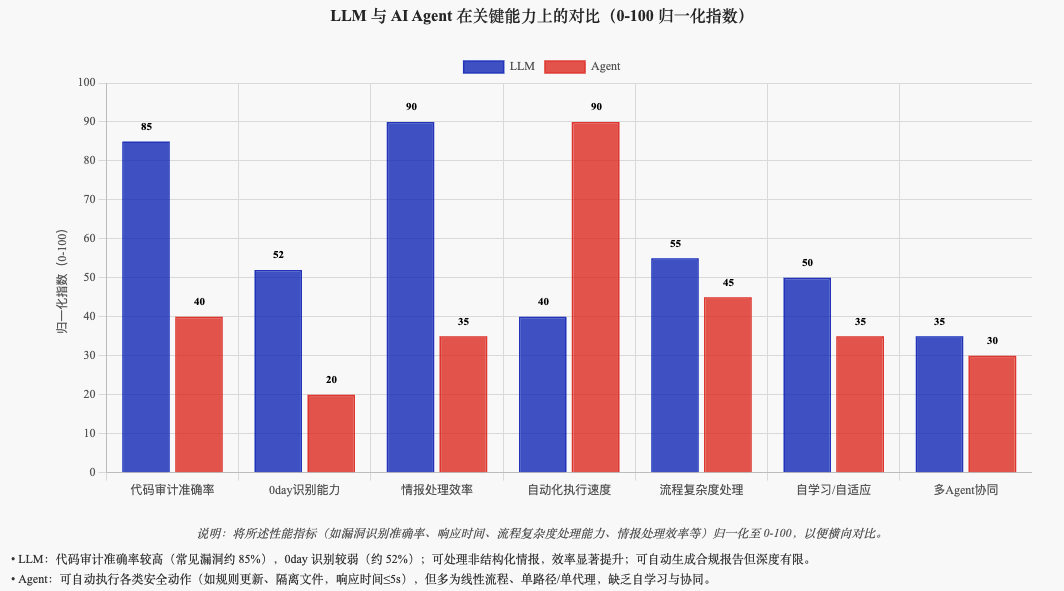 LLM 与 AI Agent 在关键能力上的对比（0-100 归一化指数）
LLM Agent
归一化指数（0-100）
100
90
80
70
60
50
40
30
20
10
0
85 40 52 20 90 35 40 90 55 45 50 35 35 30
代码审计准确率 0day识别能力 情报处理效率 自动化执行速度 流程复杂度处理 自学习/自适应 多Agent协同
说明：将所述性能指标（如漏洞识别准确率、响应时间、流程复杂度处理能力、情报处理效率等）归一化至 0-100，以便横向对比。
• LLM：代码审计准确率较高（常见漏洞约 85%），0day 识别较弱（约 52%）；可处理非结构化情报，效率显著提升；可自动生成合规报告但深度有限。
• Agent：可自动执行各类安全动作（如规则更新、隔离文件，响应时间≤5s），但多为线性流程、单路径/单代理，缺乏自学习与协同。